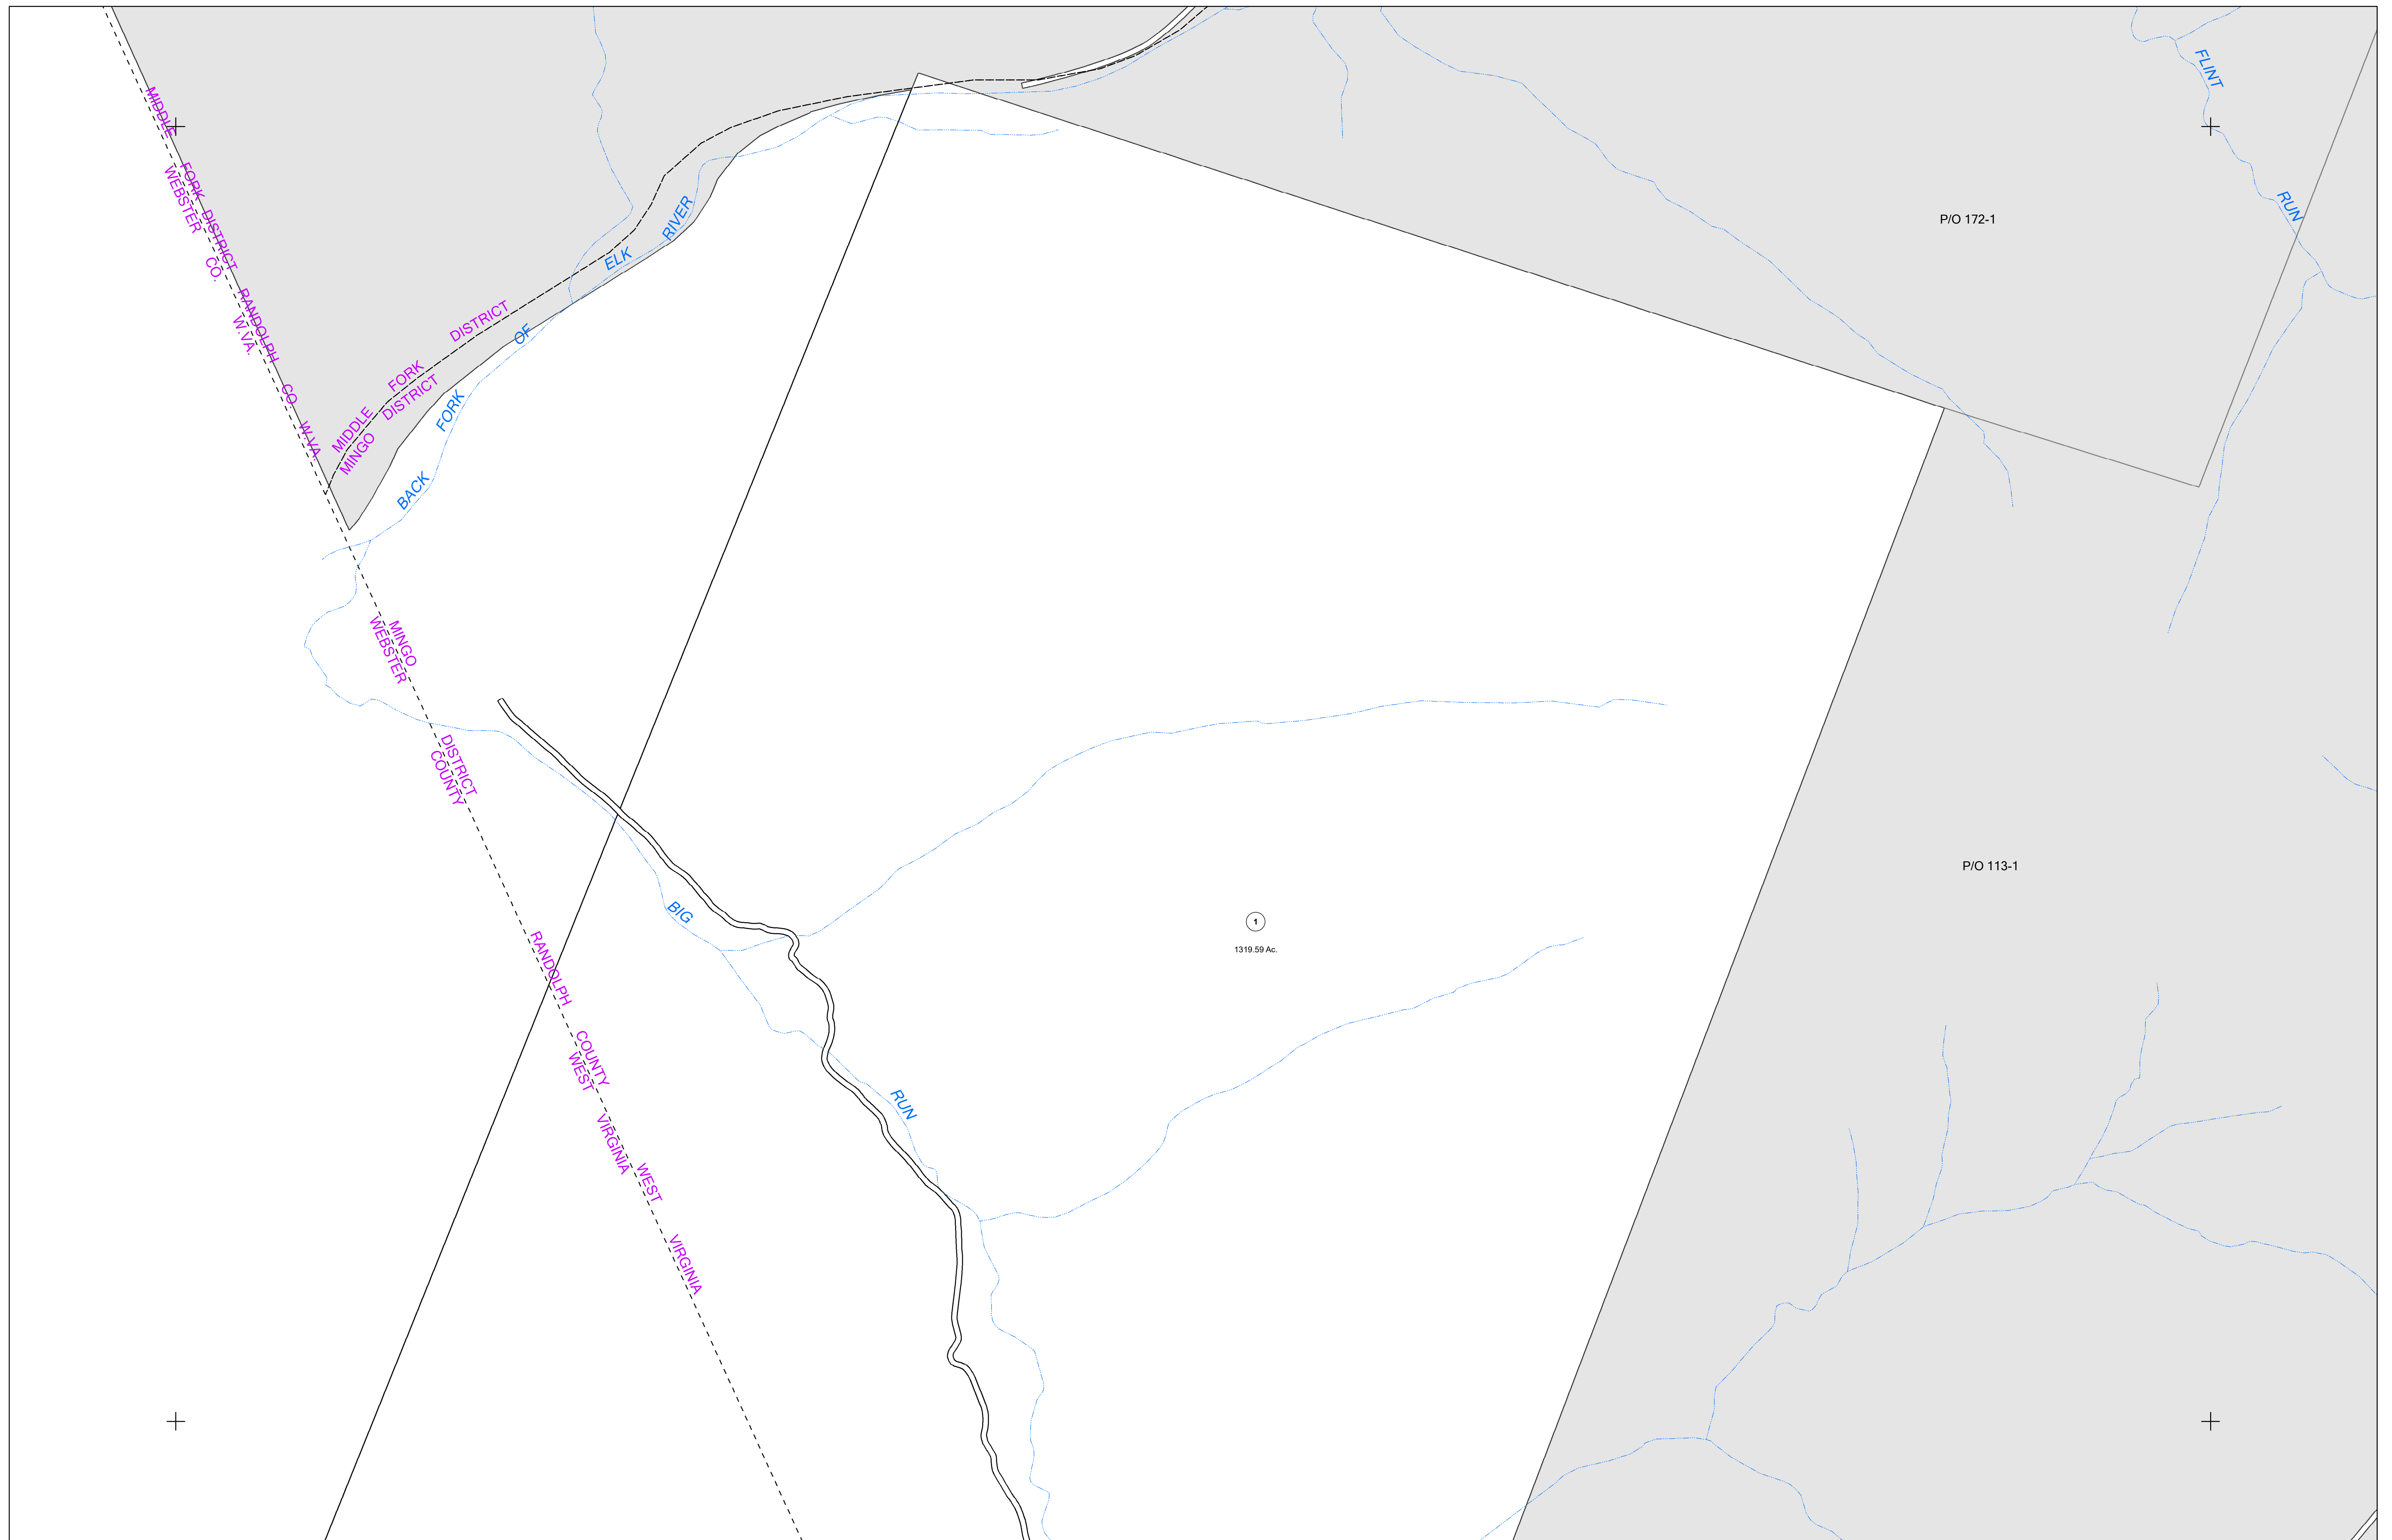 MIDDLE FORK DISTRICT RANDOLPH CO. W.VA.
WEBSTER CO. W.VA.
MIDDLE FORK DISTRICT
MINGO DISTRICT
BACK FORK OF ELK RIVER
FLINT RUN
P/O 172-1
MINGO DISTRICT RANDOLPH COUNTY WEST VIRGINIA
WEBSTER COUNTY WEST VIRGINIA
P/O 113-1
BIG RUN
1
1319.59 Ac.